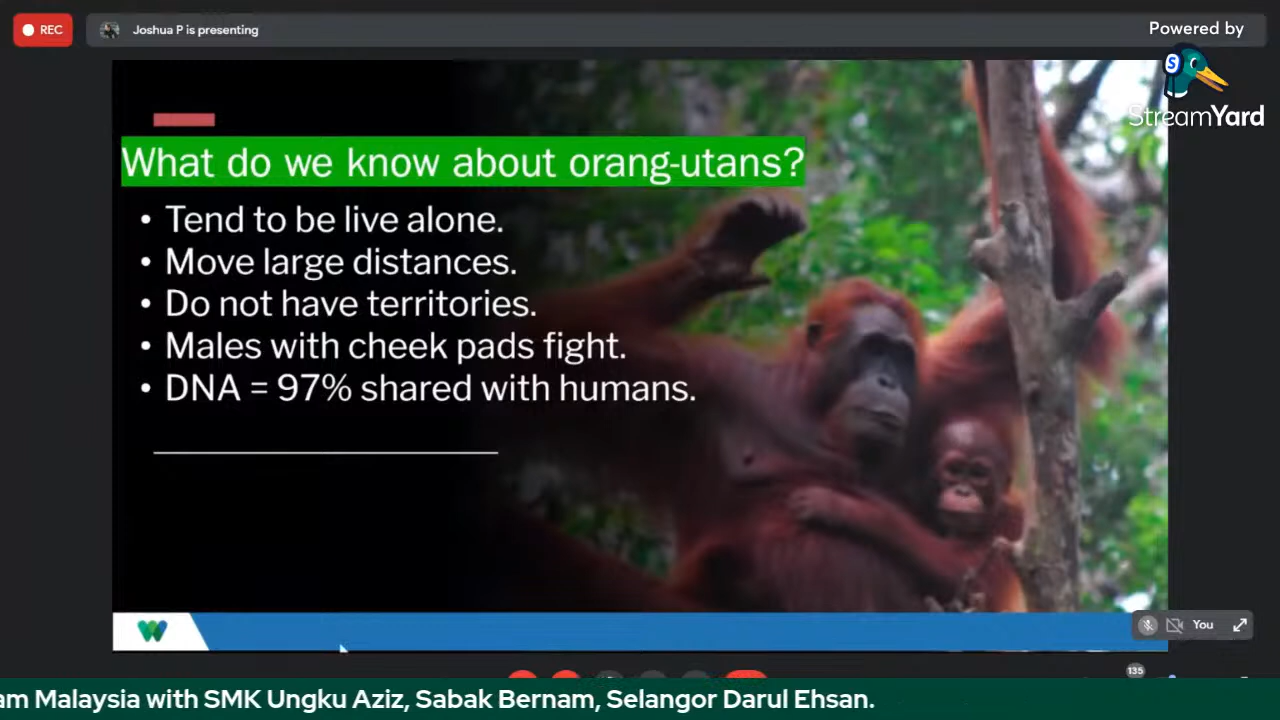 REC
Joshua P is presenting
Powered by
StreamYard
What do we know about orang-utans?
• Tend to be live alone.
• Move large distances.
• Do not have territories.
• Males with cheek pads fight.
• DNA = 97% shared with humans.
You
135
am Malaysia with SMK Ungku Aziz, Sabak Bernam, Selangor Darul Ehsan.